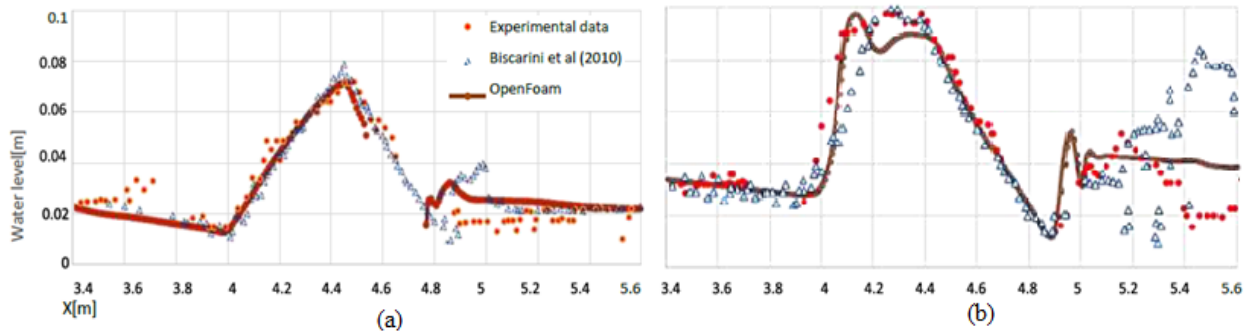 0.1
0.08
0.06
0.04
0.02
0
Water level[m]
Experimental data
Biscarini et al (2010)
OpenFoam
3.4 3.6 3.8 4 4.2 4.4 4.6 4.8 5 5.2 5.4 5.6
X[m]
(a)
3.4 3.6 3.8 4 4.2 4.4 4.6 4.8 5 5.2 5.4 5.6
(b)